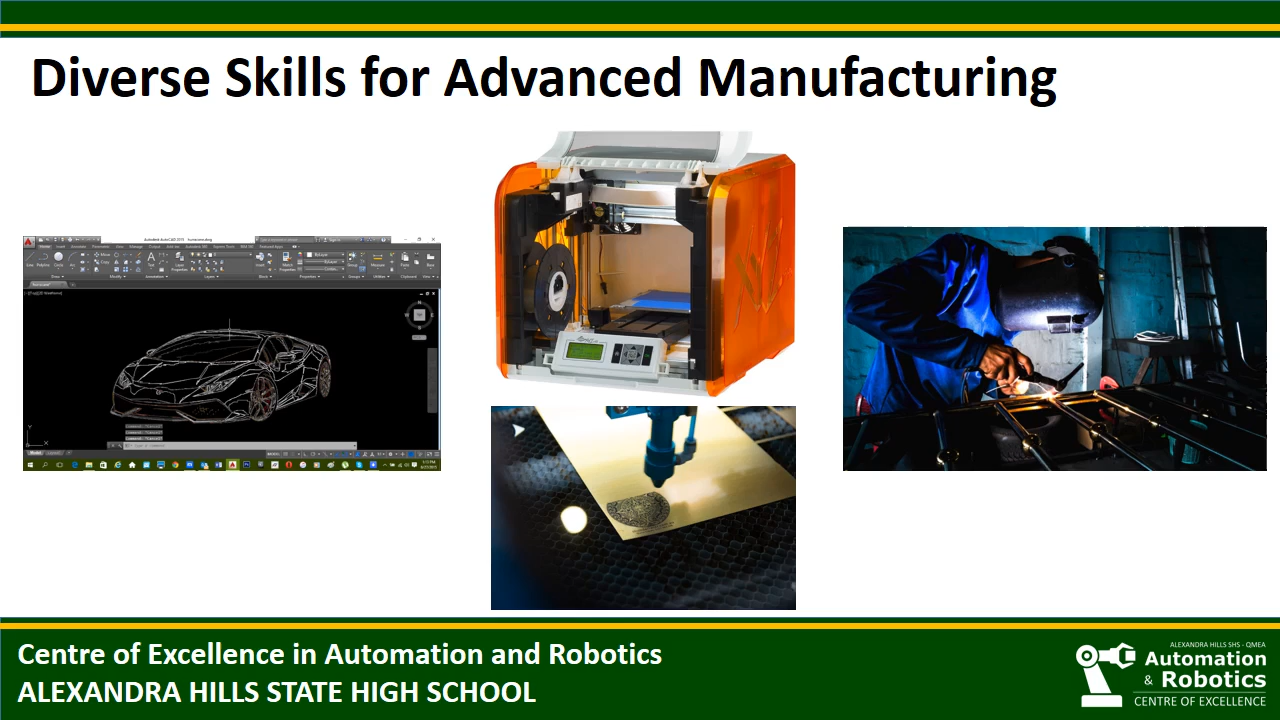 Diverse Skills for Advanced Manufacturing
Centre of Excellence in Automation and Robotics
ALEXANDRA HILLS STATE HIGH SCHOOL
ALEXANDRA HILLS SHS - QMEA
Automation
& Robotics
CENTRE OF EXCELLENCE